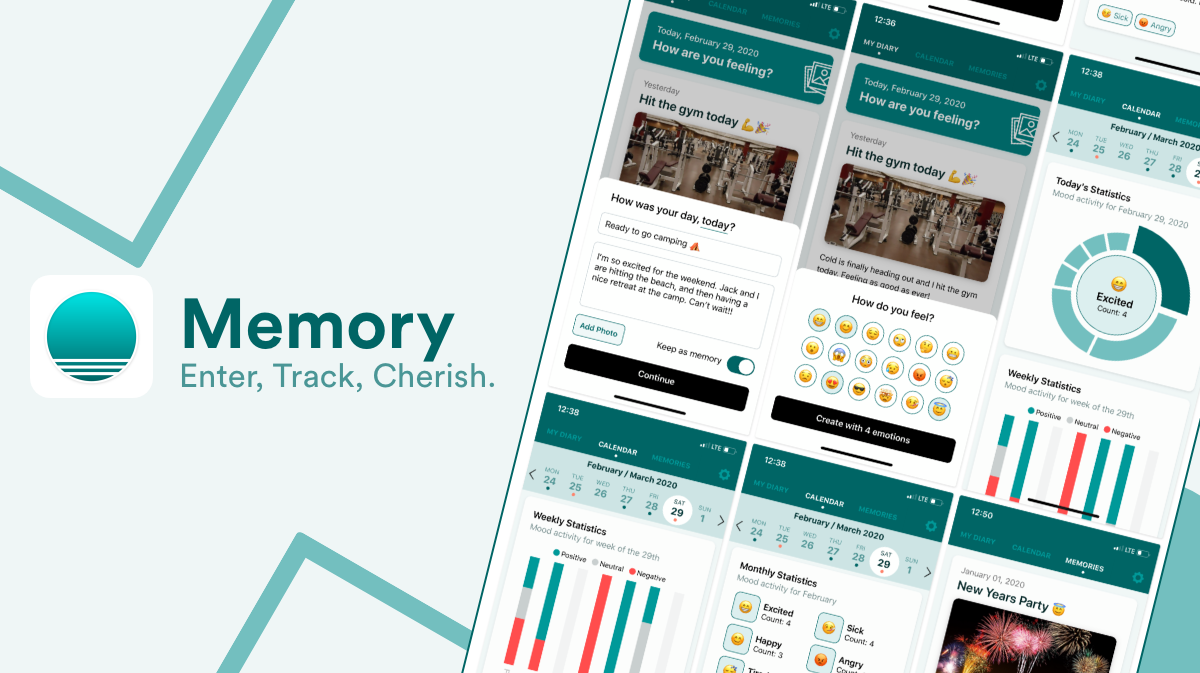 Memory
Enter, Track, Cherish.
LTE
CALENDAR
MEMORIES
Today, February 29, 2020
How are you feeling?
Yesterday
Hit the gym today 💪🎉
How was your day, today?
Ready to go camping ⛺
I'm so excited for the weekend. Jack and I
are hitting the beach, and then having a
nice retreat at the camp. Can't wait!!
Add Photo
Keep as memory
Continue
12:36
LTE
MY DIARY
CALENDAR
MEMORIES
Today, February 29, 2020
How are you feeling?
Yesterday
Hit the gym today 💪🎉
Cold is finally heading out and I hit the gym
today. Feeling as good as ever!
How do you feel?
Create with 4 emotions
Sick
Angry
12:38
MY DIARY
CALENDAR
February / March 2020
MON
TUE
WED
THU
FRI
24
25
26
27
28
Today's Statistics
Mood activity for February 29, 2020
Excited
Count: 4
Weekly Statistics
Mood activity for week of the 29th
Positive
Neutral
Negative
12:38
LTE
MY DIARY
CALENDAR
MEMORIES
February / March 2020
MON
TUE
WED
THU
FRI
SAT
SUN
24
25
26
27
28
29
1
Weekly Statistics
Mood activity for week of the 29th
Positive
Neutral
Negative
12:38
LTE
MY DIARY
CALENDAR
MEMORIES
February / March 2020
MON
TUE
WED
THU
FRI
SAT
SUN
24
25
26
27
28
29
1
Monthly Statistics
Mood activity for February
Excited
Count: 4
Sick
Count: 4
Happy
Count: 3
Angry
Count: 4
12:50
LTE
MY DIARY
CALENDAR
MEMORIES
January 01, 2020
New Years Party 😇